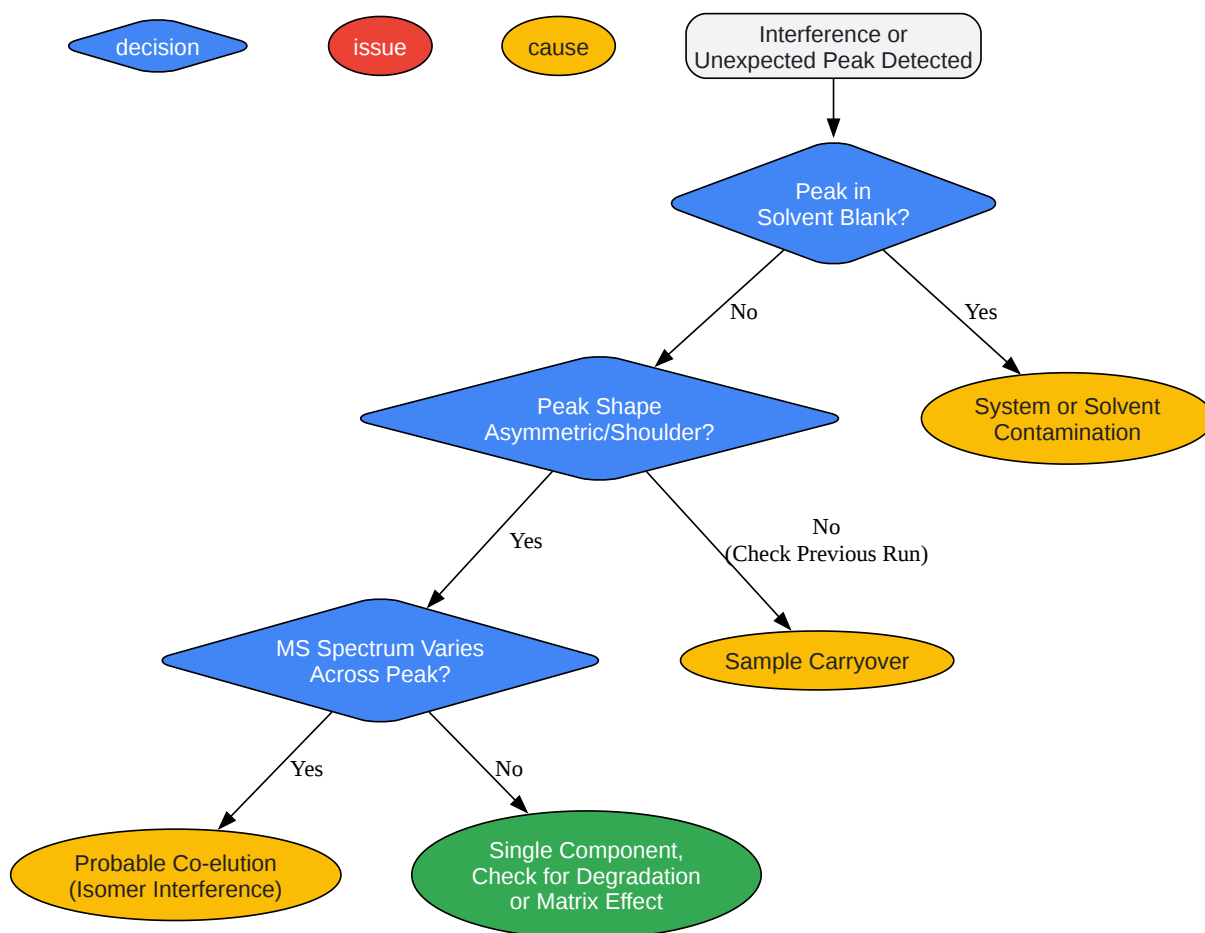 decision
issue
cause
Interference or
Unexpected Peak Detected
Peak in
Solvent Blank?
No
Yes
Peak Shape
Asymmetric/Shoulder?
System or Solvent
Contamination
Yes
No
(Check Previous Run)
MS Spectrum Varies
Across Peak?
Sample Carryover
Yes
No
Probable Co-elution
(Isomer Interference)
Single Component,
Check for Degradation
or Matrix Effect